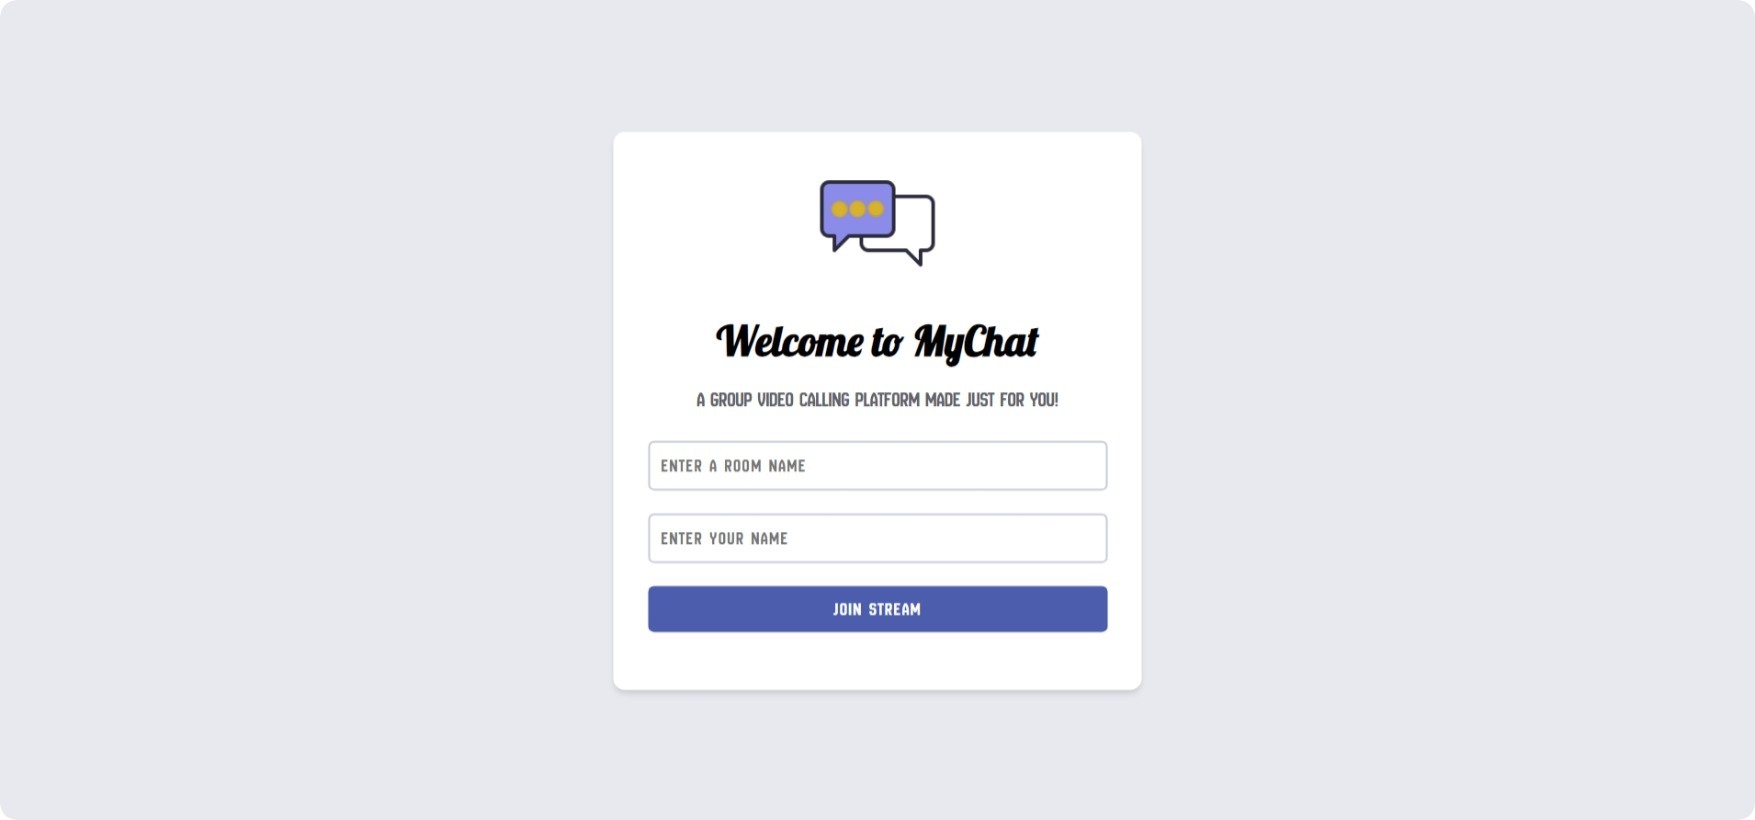 Welcome to MyChat
A GROUP VIDEO CALLING PLATFORM MADE JUST FOR YOU!
ENTER A ROOM NAME
ENTER YOUR NAME
JOIN STREAM